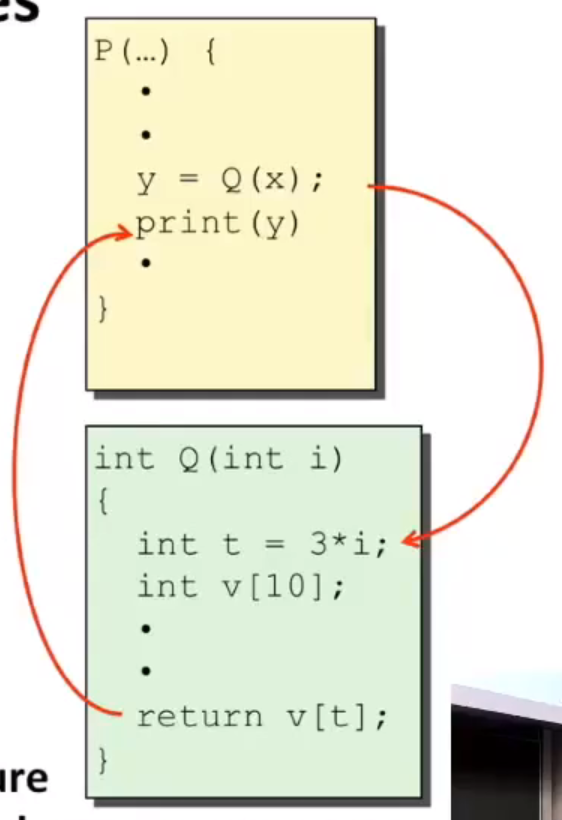 es
P(…) {
•
•
y = Q(x);
print(y)
•
}
int Q(int i)
{
int t = 3*i;
int v[10];
•
•
return v[t];
}
ure